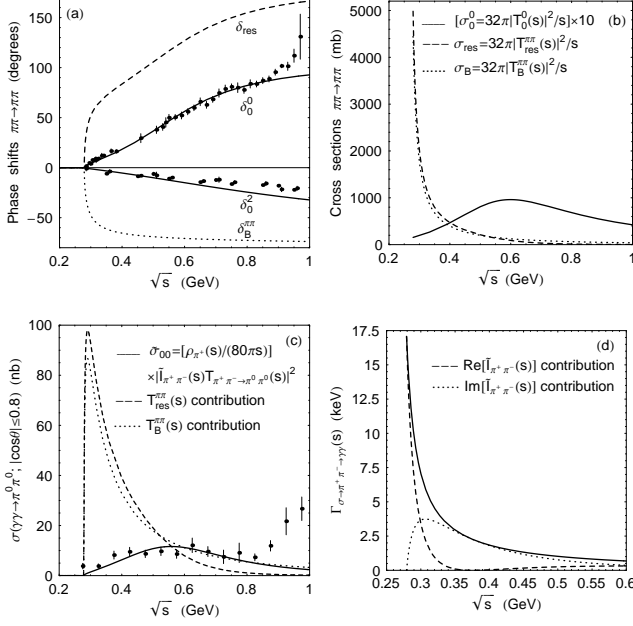 (a)
δres
δ00
δ02
δBππ
Phase shifts ππ→ππ (degrees)
150
100
50
0
−50
0.2 0.4 0.6 0.8 1
√s (GeV)
(b)
[σ00=32π|T00(s)|2/s]×10
σres=32π|Tresππ(s)|2/s
σB=32π|TBππ(s)|2/s
Cross sections ππ→ππ (mb)
5000
4000
3000
2000
1000
0
0.2 0.4 0.6 0.8 1
√s (GeV)
(c)
σ̃00=[ρπ+(s)/(80πs)]
×|Ĩπ+π−(s)Tπ+π−→π0π0(s)|2
Tresππ(s) contribution
TBππ(s) contribution
σ(γγ→π0π0; |cosθ|≤0.8) (nb)
100
80
60
40
20
0
0.2 0.4 0.6 0.8 1
√s (GeV)
(d)
Re[Ĩπ+π−(s)] contribution
Im[Ĩπ+π−(s)] contribution
Γσ→π+π−→γγ(s) (keV)
17.5
15
12.5
10
7.5
5
2.5
0
0.25 0.3 0.35 0.4 0.45 0.5 0.55 0.6
√s (GeV)